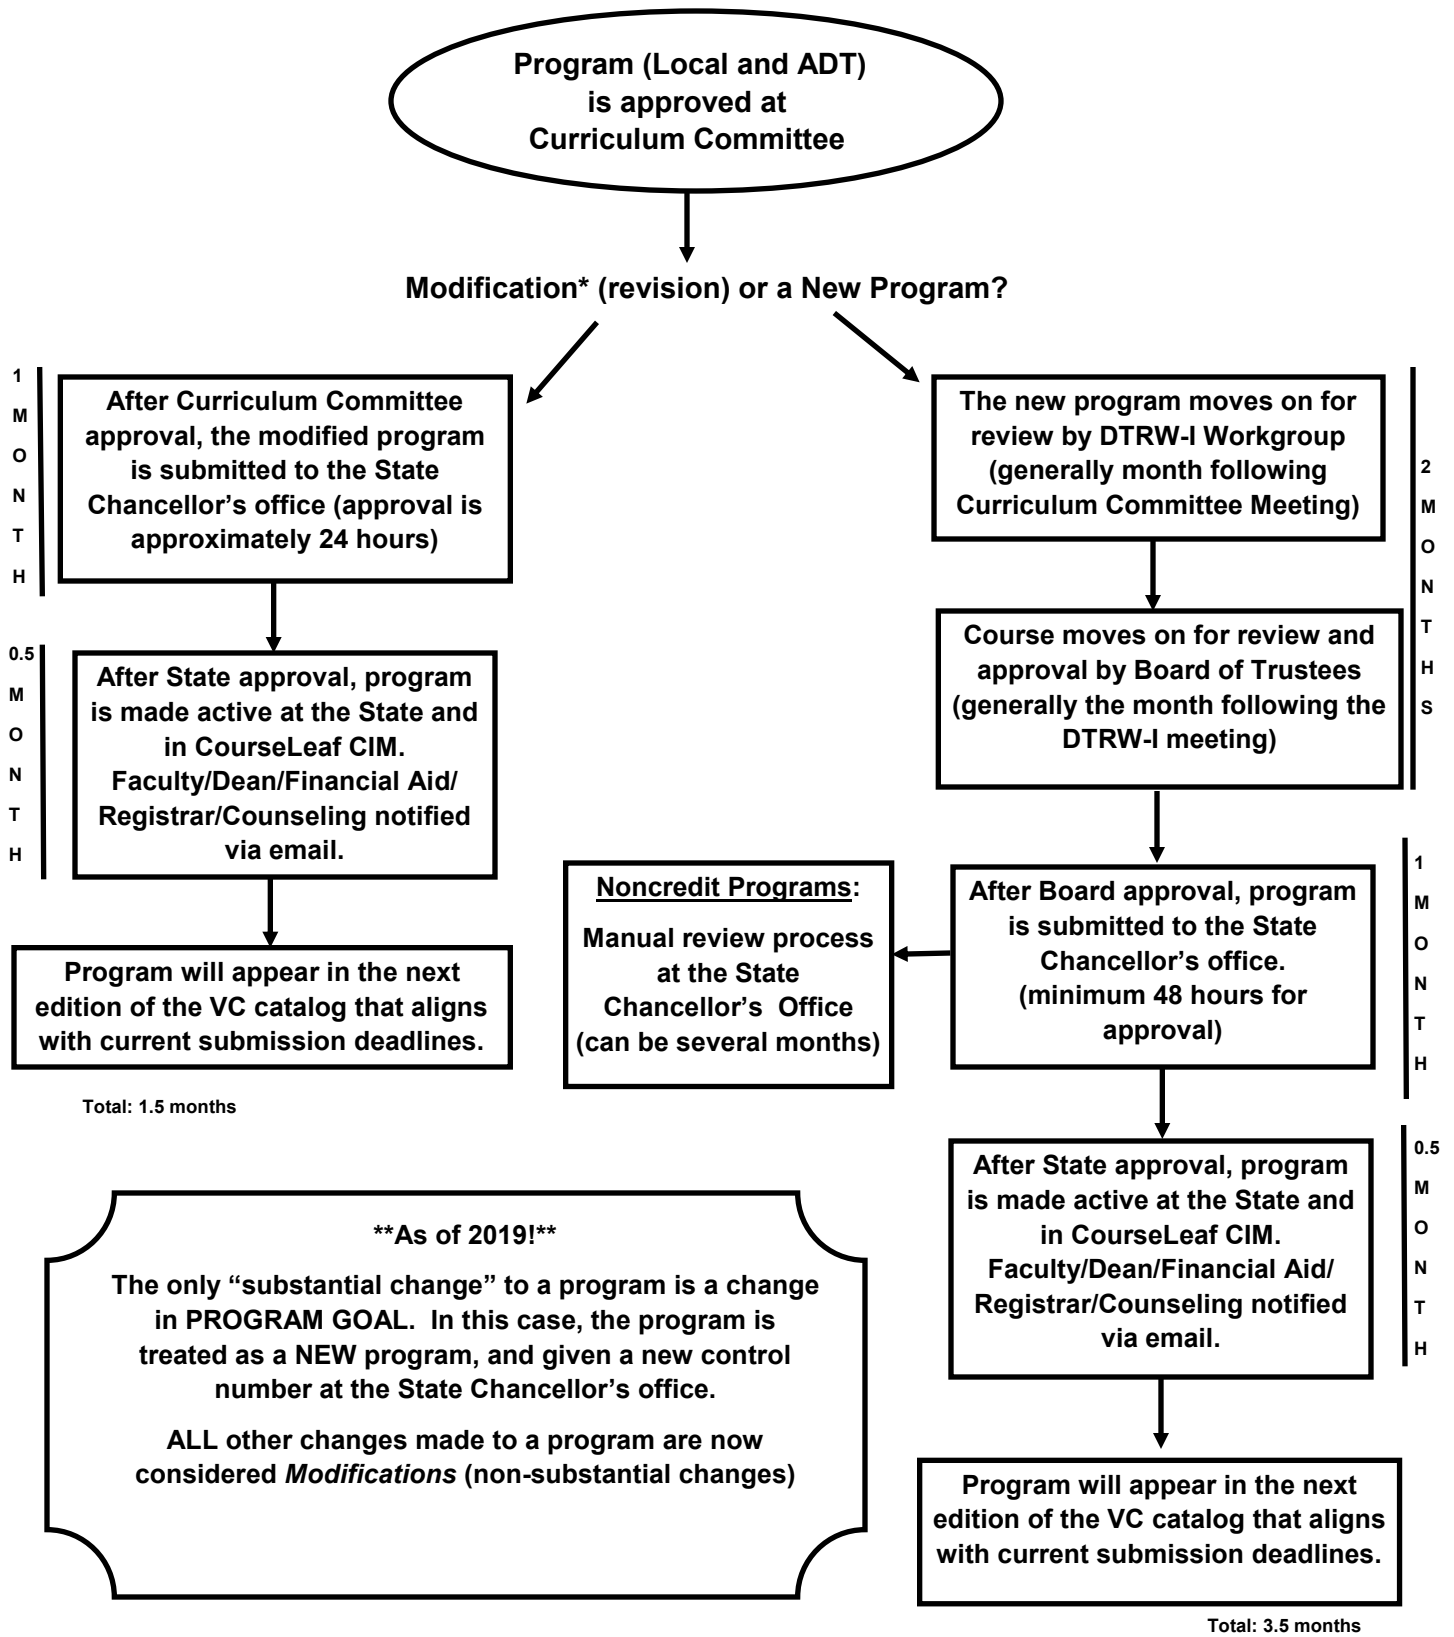 Program (Local and ADT)
is approved at
Curriculum Committee
Modification* (revision) or a New Program?
1
M
O
N
T
H
After Curriculum Committee
approval, the modified program
is submitted to the State
Chancellor’s office (approval is
approximately 24 hours)
0.5
M
O
N
T
H
After State approval, program
is made active at the State and
in CourseLeaf CIM.
Faculty/Dean/Financial Aid/
Registrar/Counseling notified
via email.
Program will appear in the next
edition of the VC catalog that aligns
with current submission deadlines.
Total: 1.5 months
The new program moves on for
review by DTRW-I Workgroup
(generally month following
Curriculum Committee Meeting)
2
M
O
N
T
H
S
Course moves on for review and
approval by Board of Trustees
(generally the month following the
DTRW-I meeting)
After Board approval, program
is submitted to the State
Chancellor’s office.
(minimum 48 hours for
approval)
1
M
O
N
T
H
Noncredit Programs:
Manual review process
at the State
Chancellor’s Office
(can be several months)
After State approval, program
is made active at the State and
in CourseLeaf CIM.
Faculty/Dean/Financial Aid/
Registrar/Counseling notified
via email.
0.5
M
O
N
T
H
Program will appear in the next
edition of the VC catalog that aligns
with current submission deadlines.
Total: 3.5 months
**As of 2019!**
The only “substantial change” to a program is a change
in PROGRAM GOAL. In this case, the program is
treated as a NEW program, and given a new control
number at the State Chancellor’s office.
ALL other changes made to a program are now
considered Modifications (non-substantial changes)